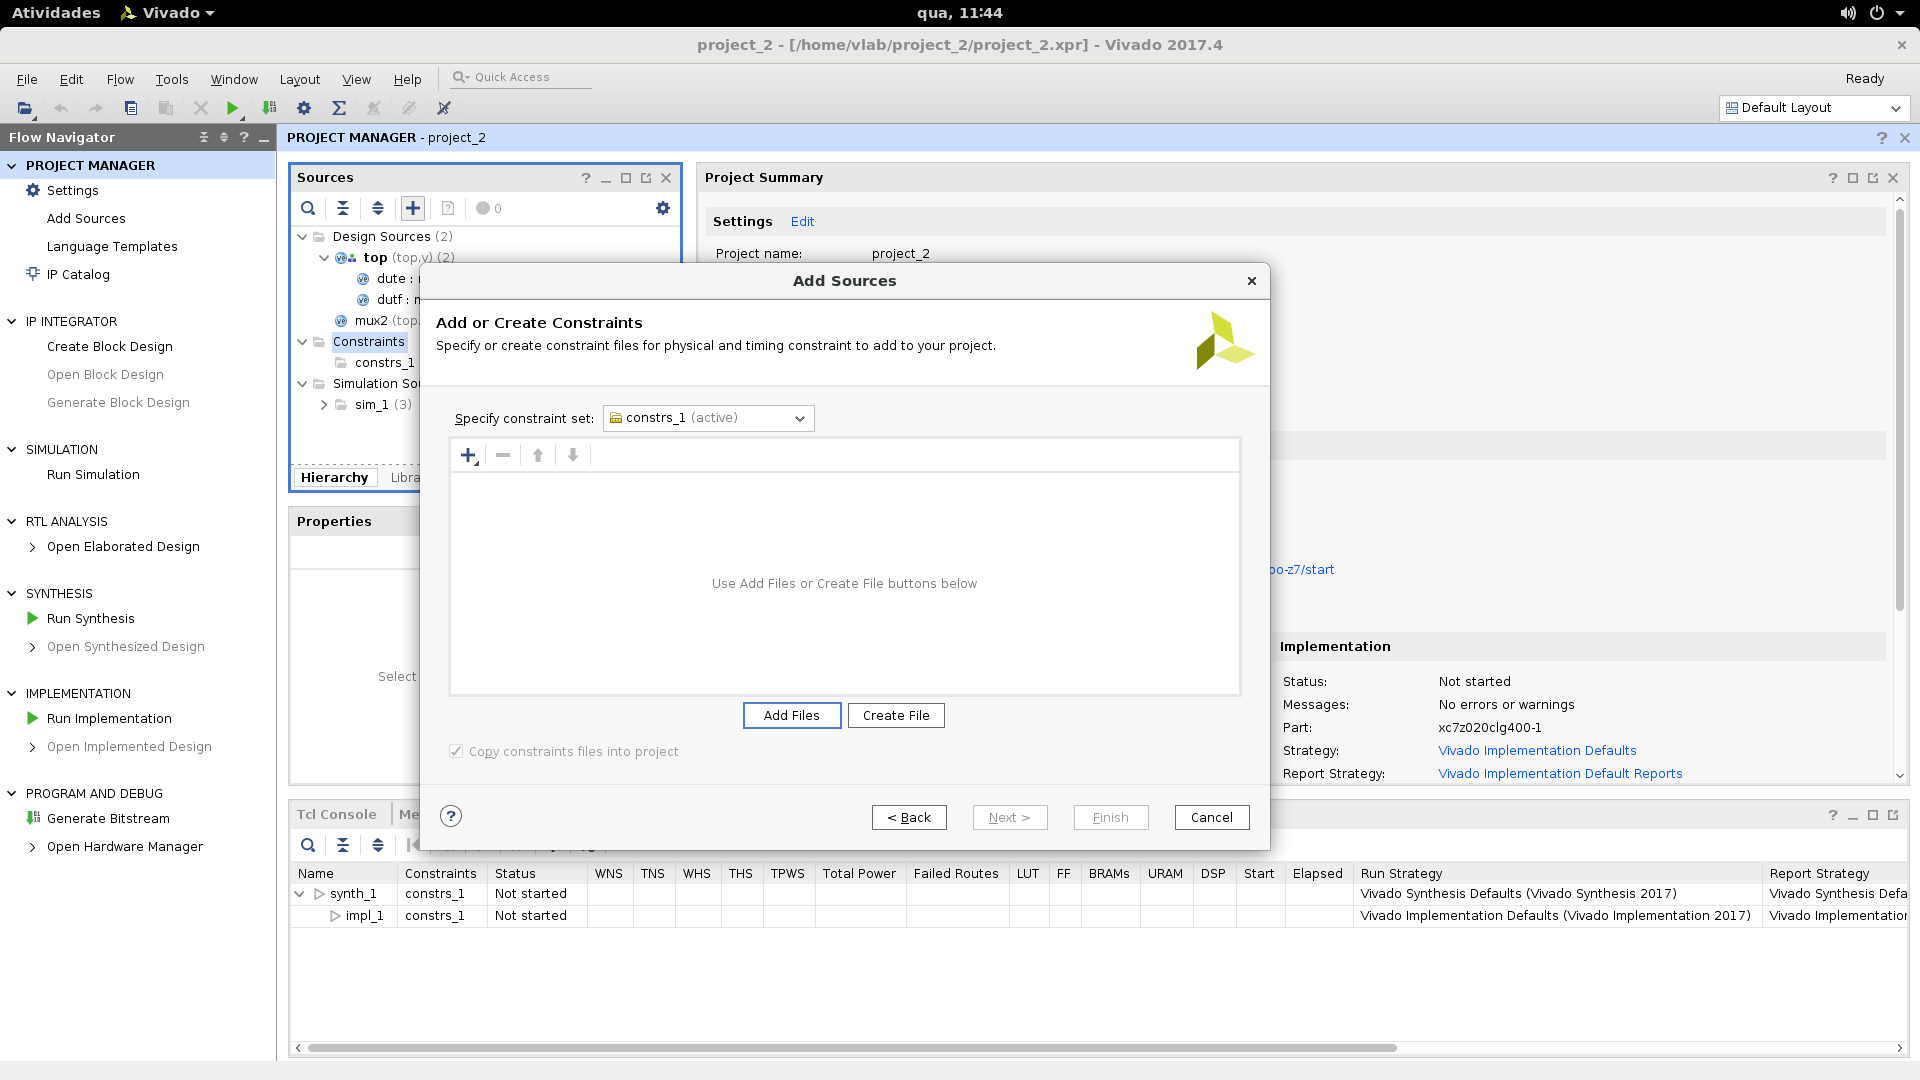 Atividades Vivado qua, 11:44
project_2 - [/home/vlab/project_2/project_2.xpr] - Vivado 2017.4
File Edit Flow Tools Window Layout View Help Quick Access Ready
Default Layout
Flow Navigator
PROJECT MANAGER - project_2
PROJECT MANAGER
Settings
Add Sources
Language Templates
IP Catalog
IP INTEGRATOR
Create Block Design
Open Block Design
Generate Block Design
SIMULATION
Run Simulation
RTL ANALYSIS
Open Elaborated Design
SYNTHESIS
Run Synthesis
Open Synthesized Design
IMPLEMENTATION
Run Implementation
Open Implemented Design
PROGRAM AND DEBUG
Generate Bitstream
Open Hardware Manager
Sources
0
Design Sources (2)
top (top.v) (2)
dute :
dutf :
mux2 (top.
Constraints
constrs_1
Simulation So
sim_1 (3)
Hierarchy Libra
Properties
Select
Project Summary
Settings Edit
Project name: project_2
oo-z7/start
Implementation
Status: Not started
Messages: No errors or warnings
Part: xc7z020clg400-1
Strategy: Vivado Implementation Defaults
Report Strategy: Vivado Implementation Default Reports
Add Sources
Add or Create Constraints
Specify or create constraint files for physical and timing constraint to add to your project.
Specify constraint set: constrs_1 (active)
Use Add Files or Create File buttons below
Add Files Create File
Copy constraints files into project
< Back Next > Finish Cancel
Tcl Console Me
Name Constraints Status WNS TNS WHS THS TPWS Total Power Failed Routes LUT FF BRAMs URAM DSP Start Elapsed Run Strategy Report Strategy
synth_1 constrs_1 Not started Vivado Synthesis Defaults (Vivado Synthesis 2017) Vivado Synthesis Defa
impl_1 constrs_1 Not started Vivado Implementation Defaults (Vivado Implementation 2017) Vivado Implementation